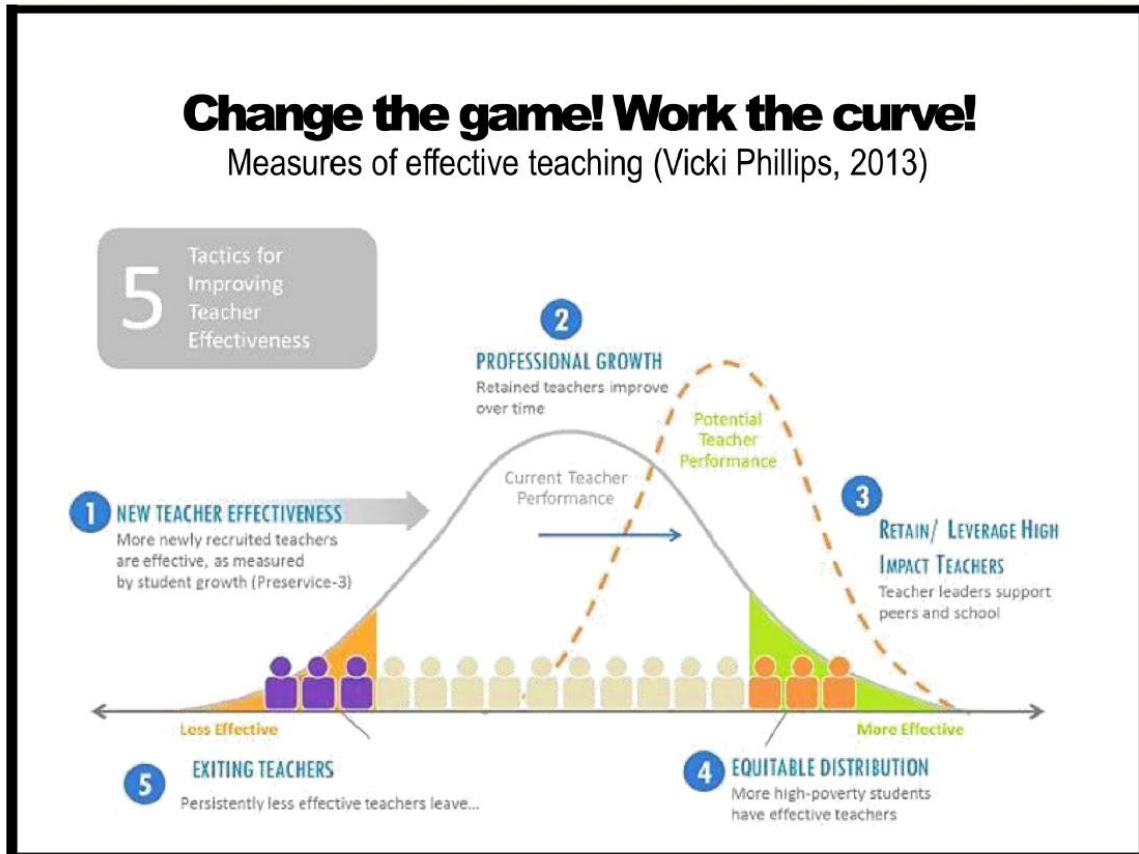 Change the game! Work the curve!
Measures of effective teaching (Vicki Phillips, 2013)
5
Tactics for
Improving
Teacher
Effectiveness
2
PROFESSIONAL GROWTH
Retained teachers improve
over time
Potential
Teacher
Performance
Current Teacher
Performance
1
NEW TEACHER EFFECTIVENESS
More newly recruited teachers
are effective, as measured
by student growth (Preservice-3)
3
RETAIN/ LEVERAGE HIGH
IMPACT TEACHERS
Teacher leaders support
peers and school
Less Effective
More Effective
5
EXITING TEACHERS
Persistently less effective teachers leave...
4
EQUITABLE DISTRIBUTION
More high-poverty students
have effective teachers